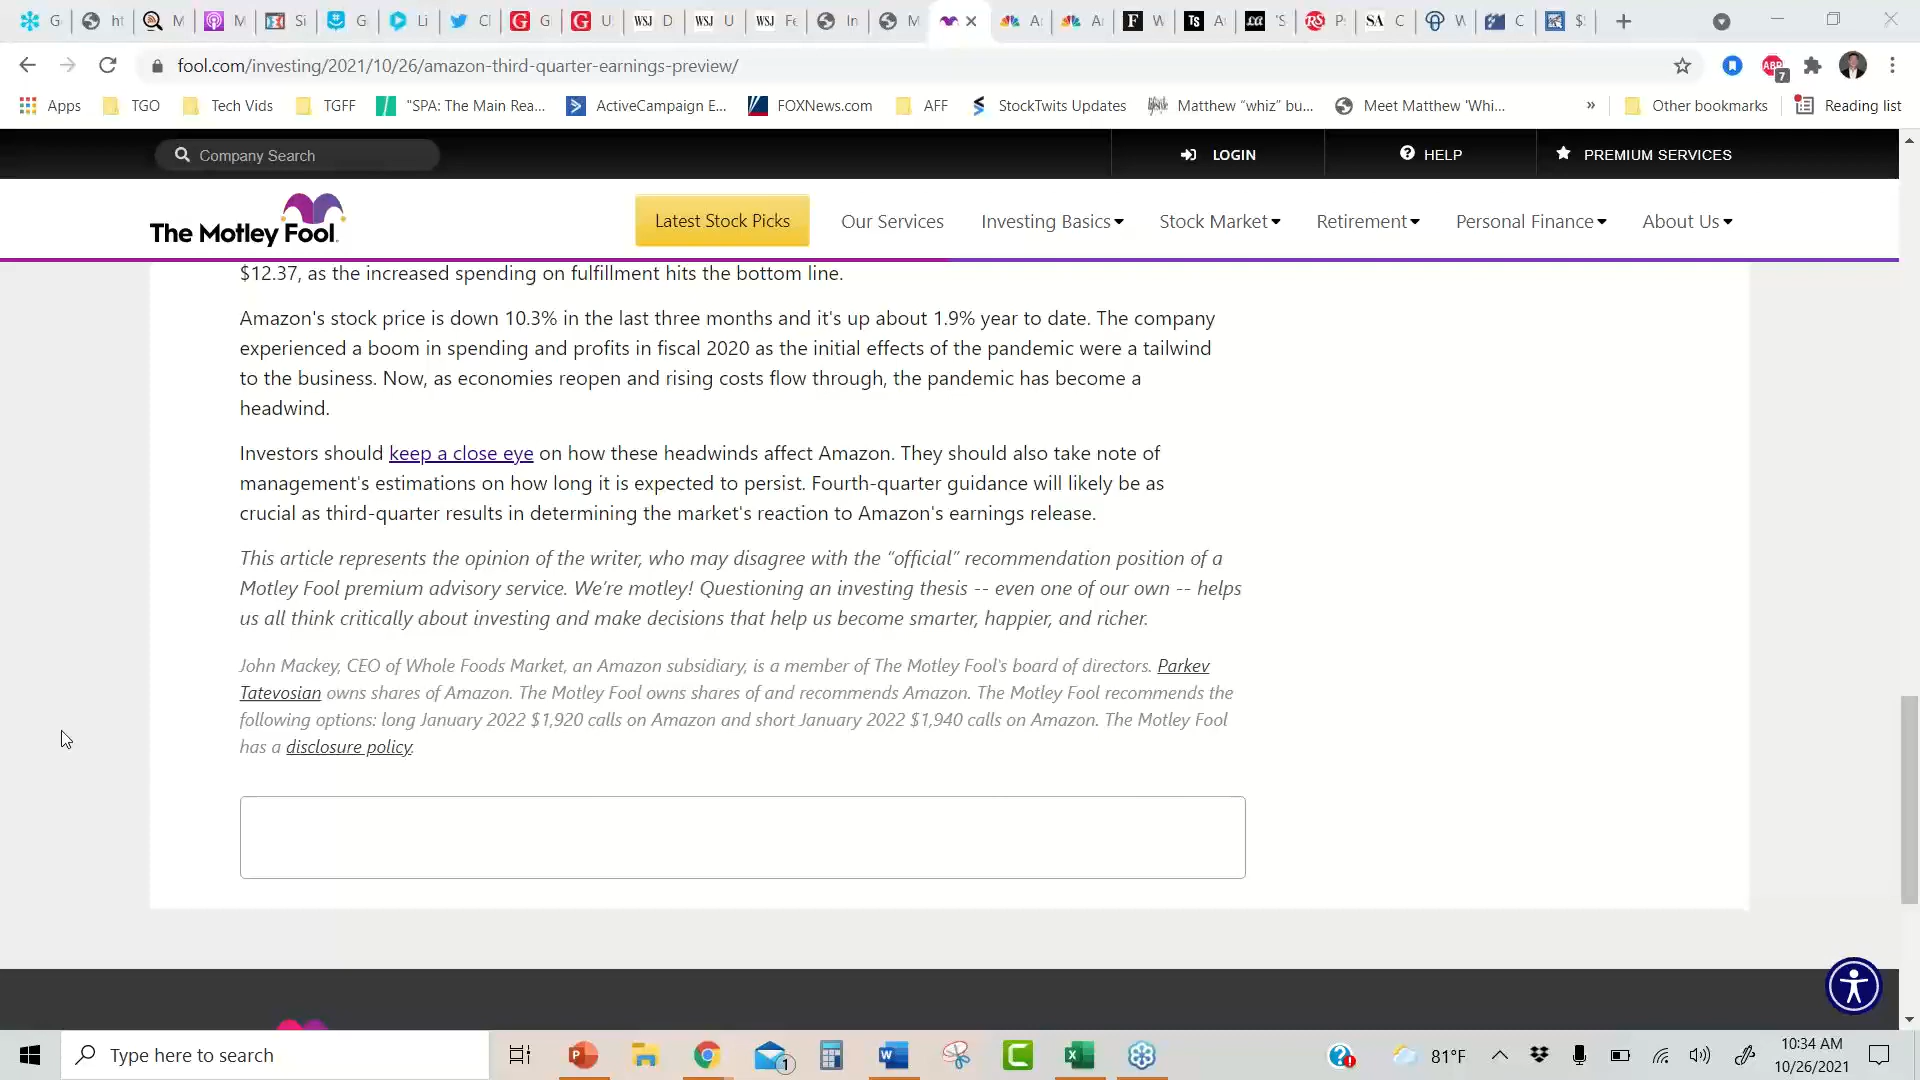 G
ht
M
M
Si
G
Li
Cl
G G
G U
WSJ D
WSJ U
WSJ Fe
In
M
A
A
F W
Ts A
'S
RS P
SA C
W
C
$
fool.com/investing/2021/10/26/amazon-third-quarter-earnings-preview/
ABP
7
Apps
TGO
Tech Vids
TGFF
"SPA: The Main Rea...
ActiveCampaign E...
FOXNews.com
AFF
StockTwits Updates
Matthew “whiz” bu...
Meet Matthew 'Whi...
»
Other bookmarks
Reading list
Company Search
LOGIN
HELP
PREMIUM SERVICES
The Motley Fool.
Latest Stock Picks
Our Services
Investing Basics
Stock Market
Retirement
Personal Finance
About Us
$12.37, as the increased spending on fulfillment hits the bottom line.
Amazon's stock price is down 10.3% in the last three months and it's up about 1.9% year to date. The company
experienced a boom in spending and profits in fiscal 2020 as the initial effects of the pandemic were a tailwind
to the business. Now, as economies reopen and rising costs flow through, the pandemic has become a
headwind.
Investors should keep a close eye on how these headwinds affect Amazon. They should also take note of
management's estimations on how long it is expected to persist. Fourth-quarter guidance will likely be as
crucial as third-quarter results in determining the market's reaction to Amazon's earnings release.
This article represents the opinion of the writer, who may disagree with the “official” recommendation position of a
Motley Fool premium advisory service. We’re motley! Questioning an investing thesis -- even one of our own -- helps
us all think critically about investing and make decisions that help us become smarter, happier, and richer.
John Mackey, CEO of Whole Foods Market, an Amazon subsidiary, is a member of The Motley Fool's board of directors. Parkev
Tatevosian owns shares of Amazon. The Motley Fool owns shares of and recommends Amazon. The Motley Fool recommends the
following options: long January 2022 $1,920 calls on Amazon and short January 2022 $1,940 calls on Amazon. The Motley Fool
has a disclosure policy.
Type here to search
1
81°F
10:34 AM
10/26/2021